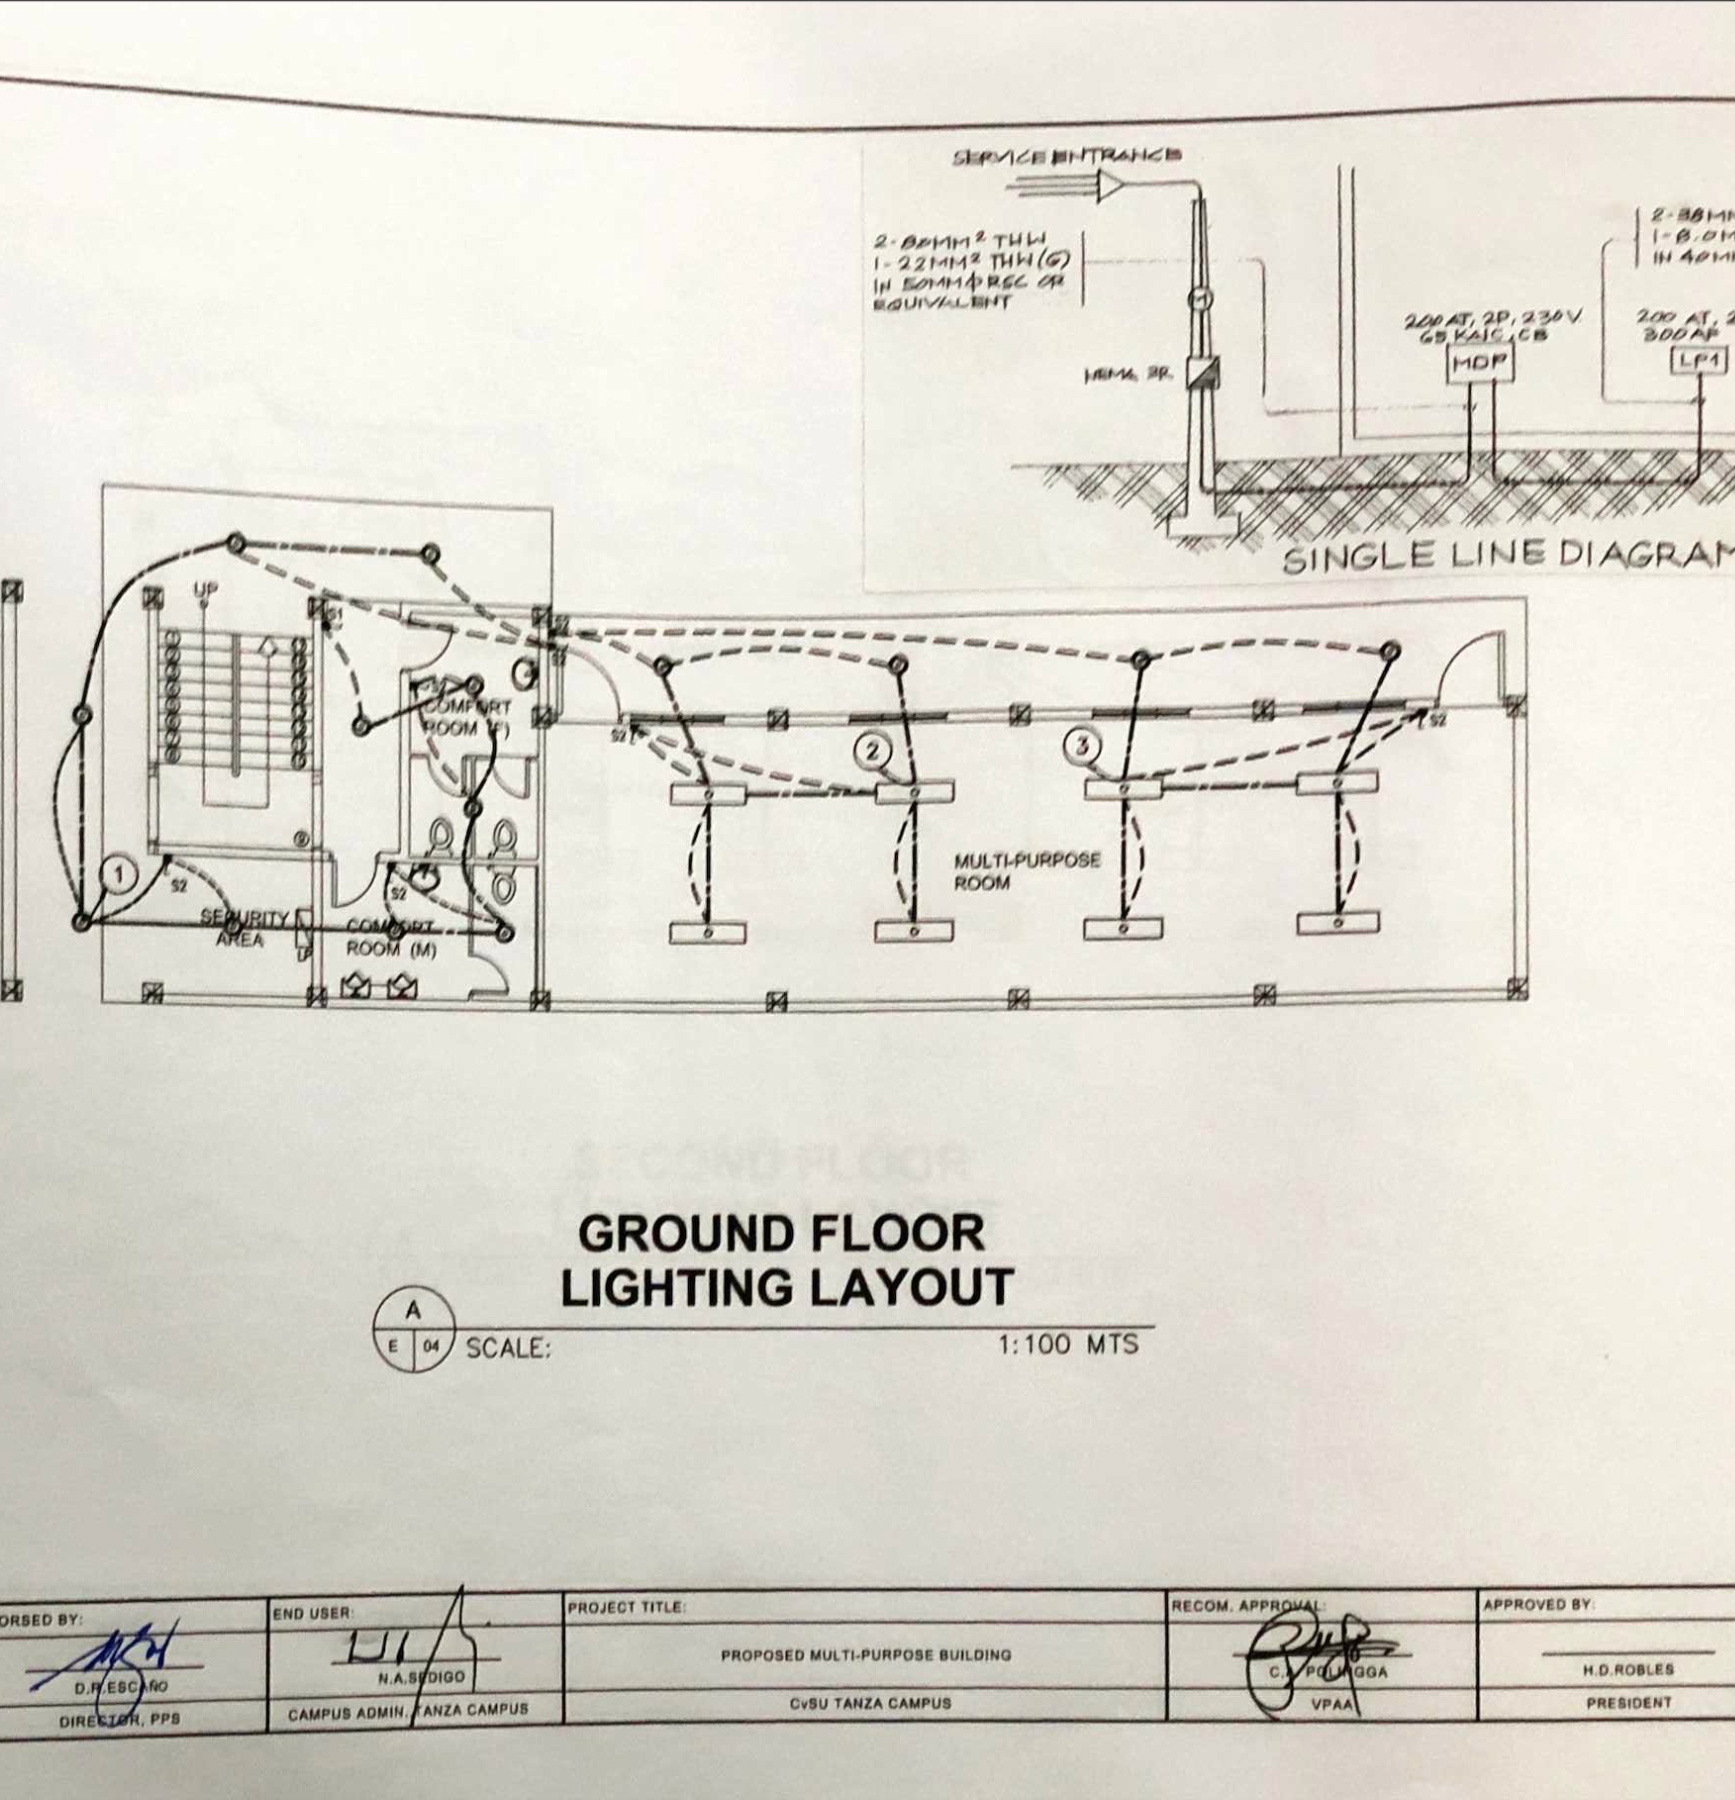 SERVICE ENTRANCE
2-80MM² THW
1-22MM² THW(G)
IN 50MMϕ RSC OR
EQUIVALENT
NEMA 3R
200 AT, 2P, 230V
65 KAIC, CB
MDP
2-38M
1-8.0M
IN 40M
200 AT, 2
300 AF
LP1
SINGLE LINE DIAGRAM
UP
S1
COMFORT
ROOM (F)
S2
S2
2
3
1
S2
S2
MULTI-PURPOSE
ROOM
SECURITY
AREA
COMFORT
ROOM (M)
GROUND FLOOR
LIGHTING LAYOUT
A
E 04
SCALE: 1:100 MTS
ORSED BY:
D.R.ESCAÑO
DIRECTOR, PPS
END USER:
N.A.SEDIGO
CAMPUS ADMIN. TANZA CAMPUS
PROJECT TITLE:
PROPOSED MULTI-PURPOSE BUILDING
CvSU TANZA CAMPUS
RECOM. APPROVAL:
VPAA
APPROVED BY:
H.D.ROBLES
PRESIDENT